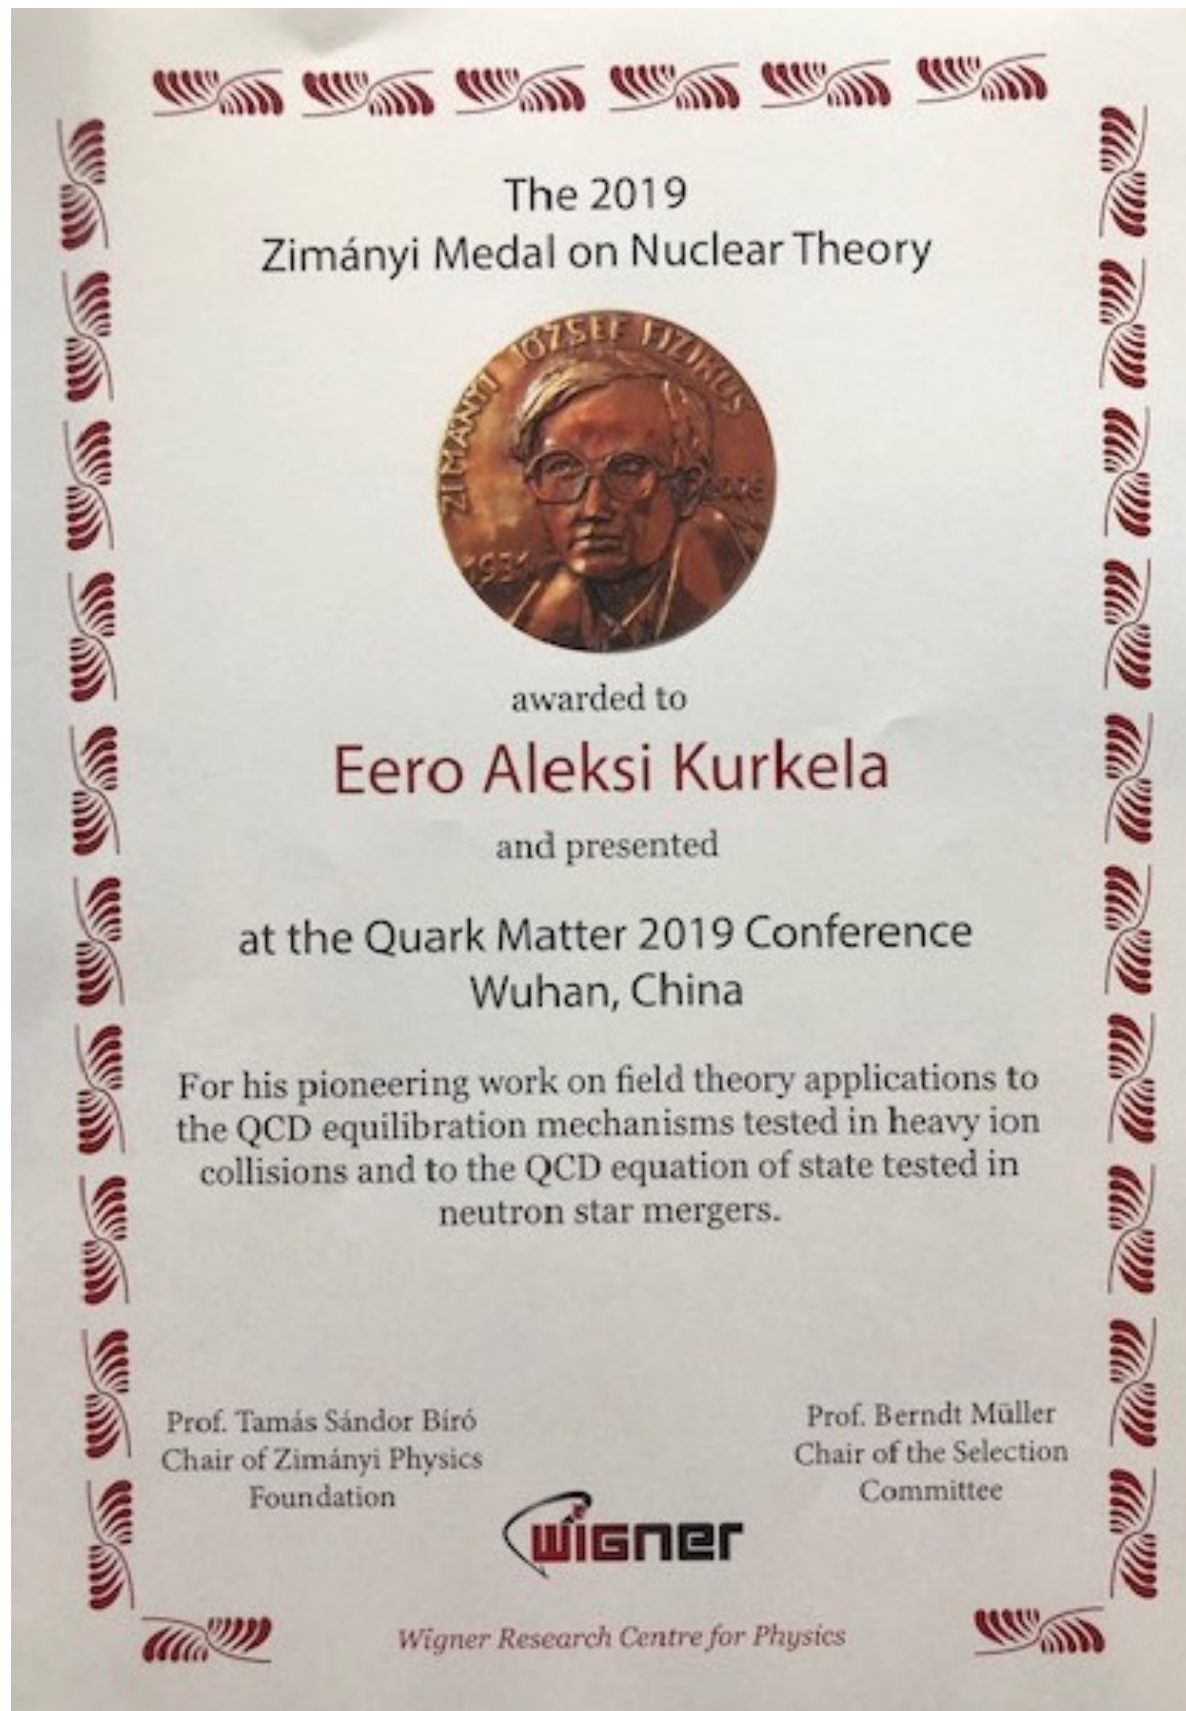 The 2019
Zimányi Medal on Nuclear Theory
ZIMÁNYI JÓZSEF FIZIKUS
1931 2006
awarded to
Eero Aleksi Kurkela
and presented
at the Quark Matter 2019 Conference
Wuhan, China
For his pioneering work on field theory applications to
the QCD equilibration mechanisms tested in heavy ion
collisions and to the QCD equation of state tested in
neutron star mergers.
Prof. Tamás Sándor Bíró
Chair of Zimányi Physics
Foundation
Prof. Berndt Müller
Chair of the Selection
Committee
wigner
Wigner Research Centre for Physics